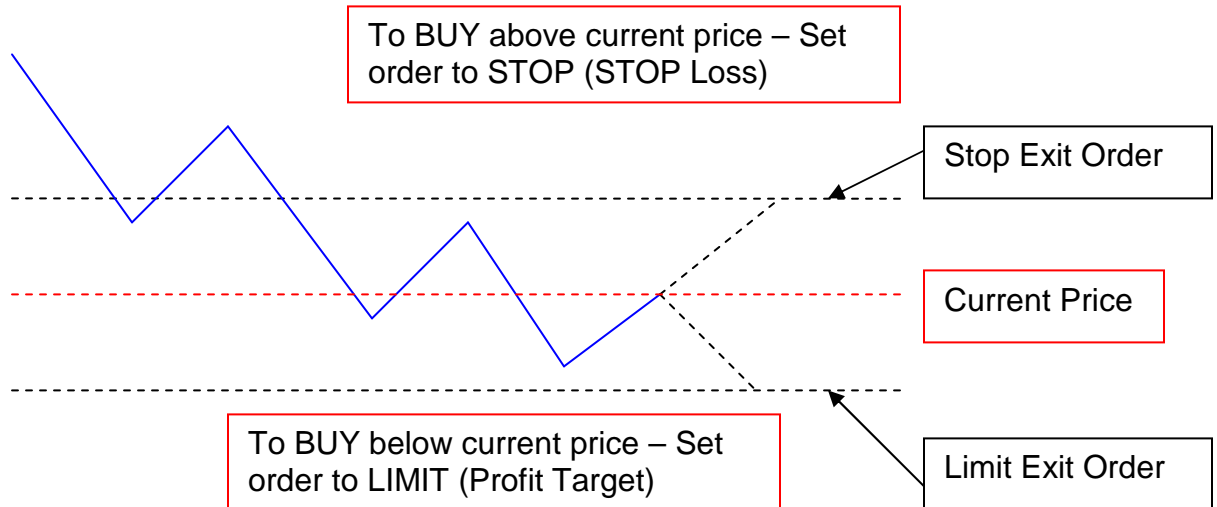 To BUY above current price – Set
order to STOP (STOP Loss)
Stop Exit Order
Current Price
To BUY below current price – Set
order to LIMIT (Profit Target)
Limit Exit Order